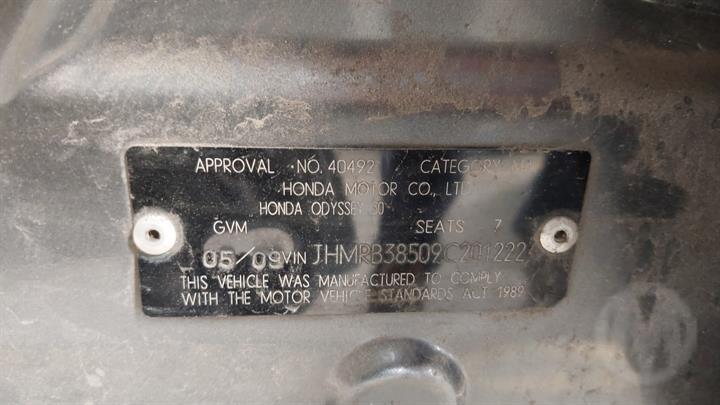 APPROVAL NO. 40492 CATEGORY
HONDA MOTOR CO., LTD
HONDA ODYSSEY
GVM SEATS 7
05/09 VIN JHMRB38509C201222
THIS VEHICLE WAS MANUFACTURED TO COMPLY
WITH THE MOTOR VEHICLE STANDARDS ACT 1989